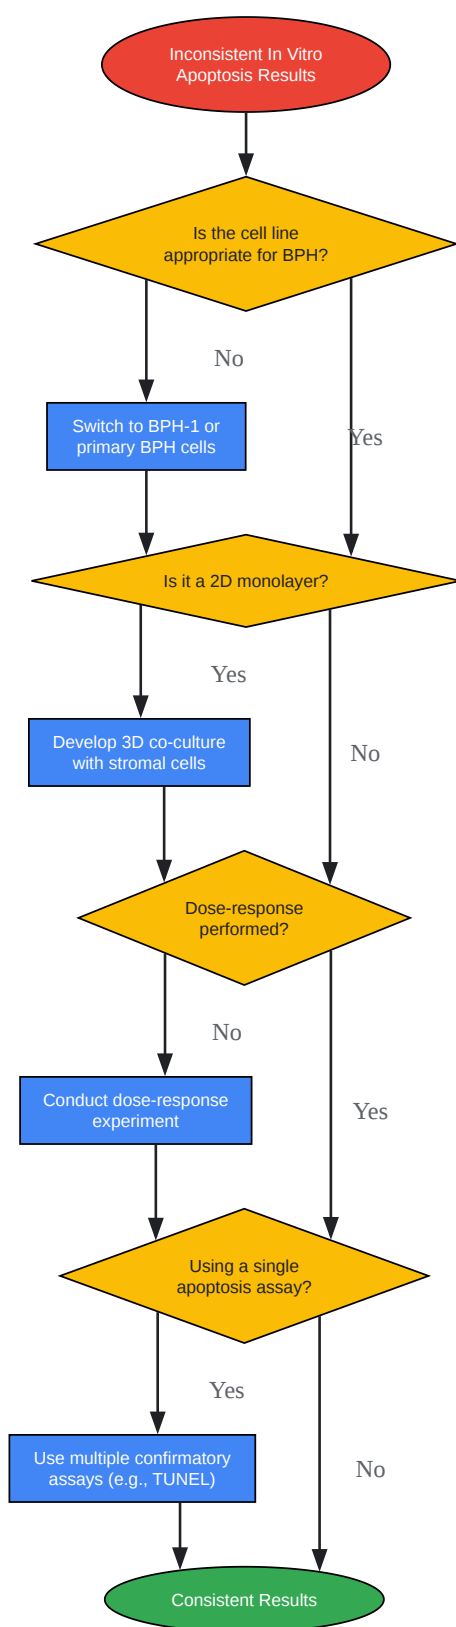 Inconsistent In Vitro
Apoptosis Results
Is the cell line
appropriate for BPH?
No
Switch to BPH-1 or
primary BPH cells
Yes
Is it a 2D monolayer?
Yes
Develop 3D co-culture
with stromal cells
No
Dose-response
performed?
No
Conduct dose-response
experiment
Yes
Using a single
apoptosis assay?
Yes
Use multiple confirmatory
assays (e.g., TUNEL)
No
Consistent Results